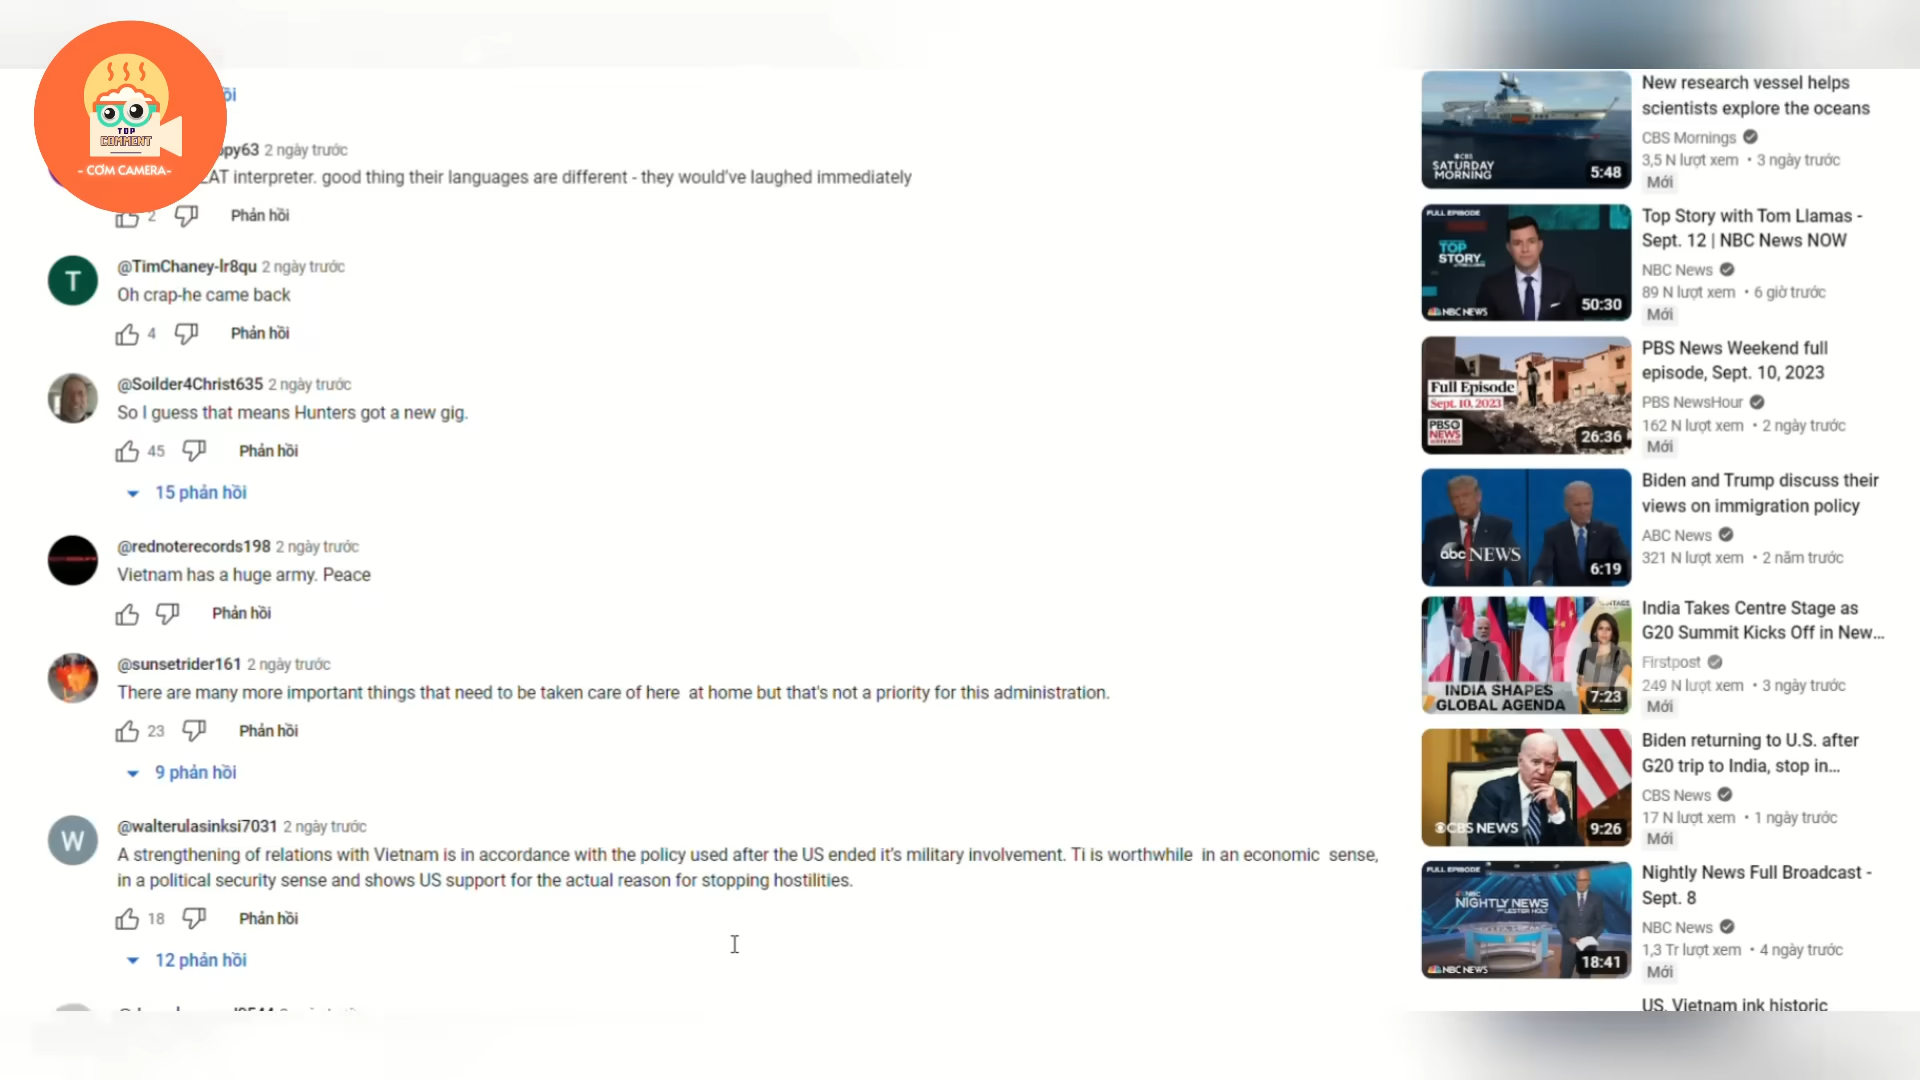 TOP
COMMENT
- CƠM CAMERA-
ồi
opy63 2 ngày trước
EAT interpreter. good thing their languages are different - they would've laughed immediately
2 Phản hồi
T
@TimChaney-lr8qu 2 ngày trước
Oh crap-he came back
4 Phản hồi
@Soilder4Christ635 2 ngày trước
So I guess that means Hunters got a new gig.
45 Phản hồi
15 phản hồi
@rednoterecords198 2 ngày trước
Vietnam has a huge army. Peace
Phản hồi
@sunsetrider161 2 ngày trước
There are many more important things that need to be taken care of here at home but that's not a priority for this administration.
23 Phản hồi
9 phản hồi
W
@walterulasinksi7031 2 ngày trước
A strengthening of relations with Vietnam is in accordance with the policy used after the US ended it's military involvement. Ti is worthwhile in an economic sense,
in a political security sense and shows US support for the actual reason for stopping hostilities.
18 Phản hồi
12 phản hồi
CBS
SATURDAY
MORNING
5:48
New research vessel helps
scientists explore the oceans
CBS Mornings
3,5 N lượt xem • 3 ngày trước
Mới
FULL EPISODE
TOP
STORY
NBC NEWS
50:30
Top Story with Tom Llamas -
Sept. 12 | NBC News NOW
NBC News
89 N lượt xem • 6 giờ trước
Mới
Full Episode
Sept. 10, 2023
PBSO
NEWS
WEEKEND
26:36
PBS News Weekend full
episode, Sept. 10, 2023
PBS NewsHour
162 N lượt xem • 2 ngày trước
Mới
abc NEWS
6:19
Biden and Trump discuss their
views on immigration policy
ABC News
321 N lượt xem • 2 năm trước
INDIA SHAPES
GLOBAL AGENDA
7:23
India Takes Centre Stage as
G20 Summit Kicks Off in New...
Firstpost
249 N lượt xem • 3 ngày trước
Mới
CBS NEWS
9:26
Biden returning to U.S. after
G20 trip to India, stop in...
CBS News
17 N lượt xem • 1 ngày trước
Mới
FULL EPISODE
NBC
NIGHTLY NEWS
WITH LESTER HOLT
NBC NEWS
18:41
Nightly News Full Broadcast -
Sept. 8
NBC News
1,3 Tr lượt xem • 4 ngày trước
Mới
US, Vietnam ink historic